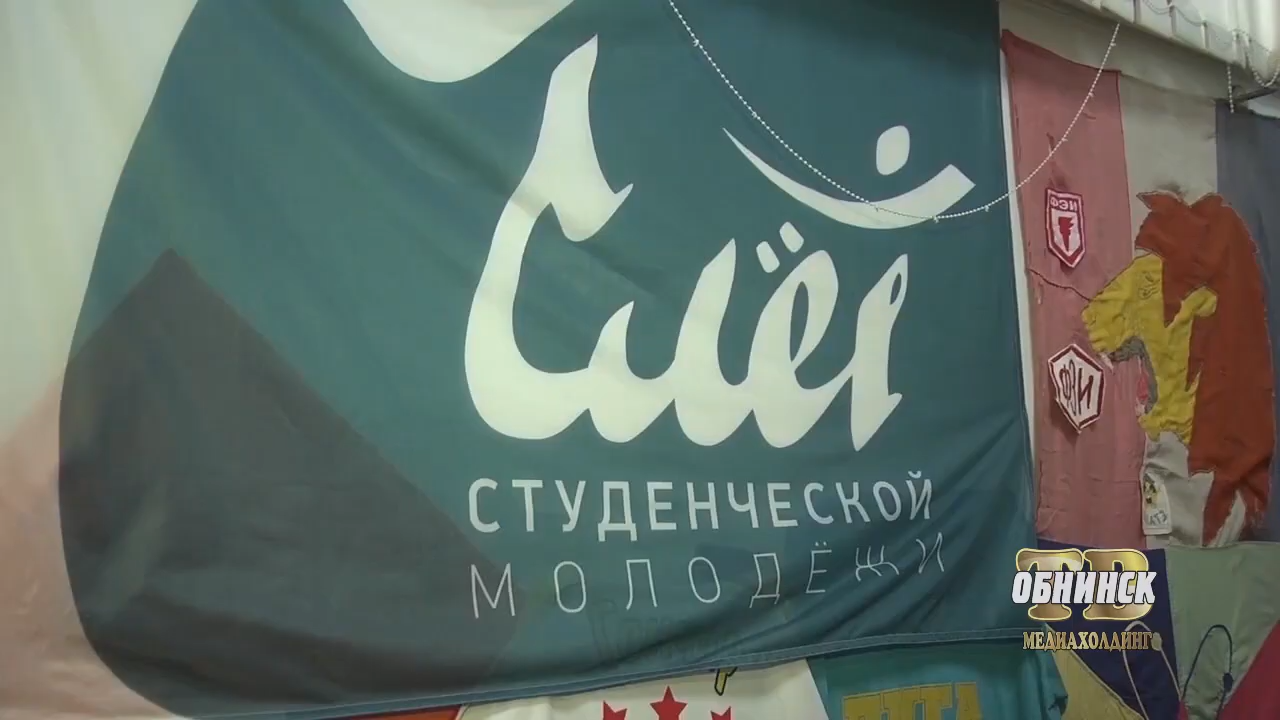 Слёт
СТУДЕНЧЕСКОЙ
МОЛОДЁЖИ
ФЭИ
ФЭИ
ТВ
ОБНИНСК
МЕДИАХОЛДИНГ